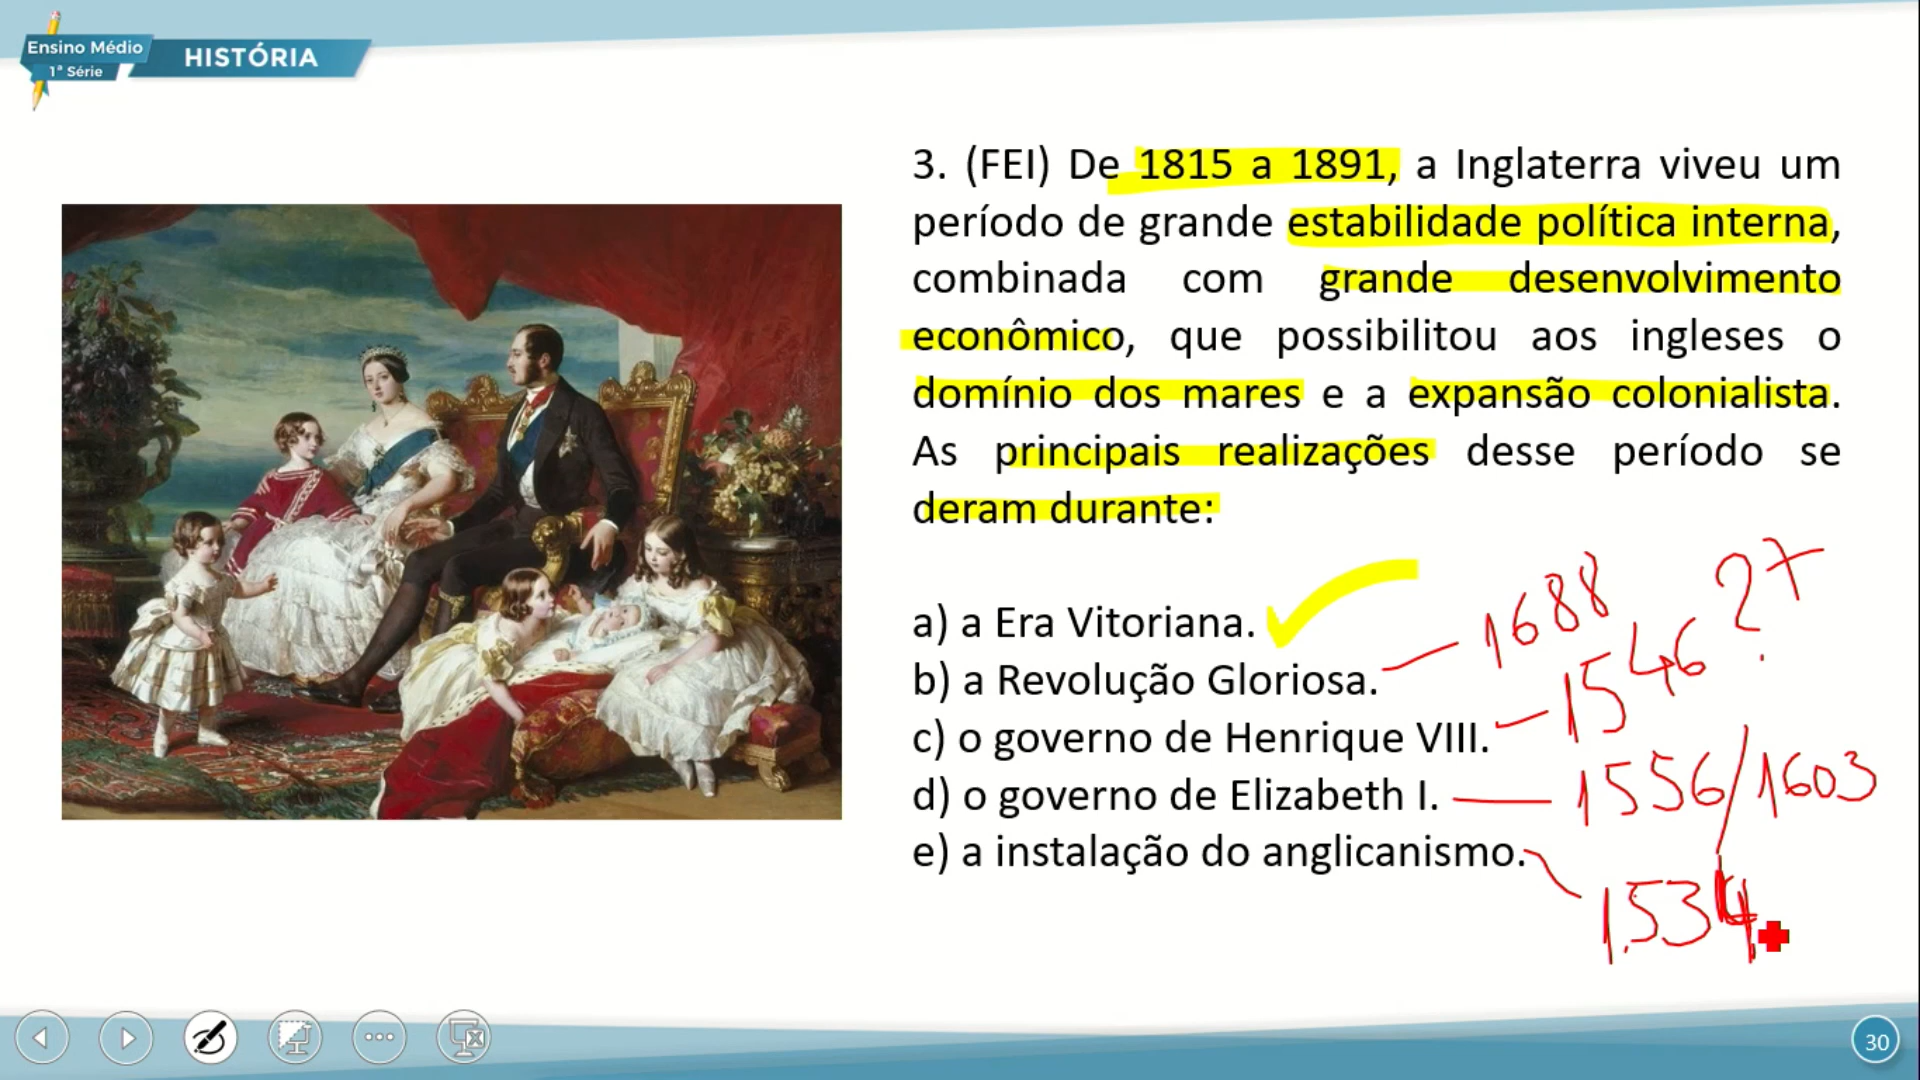 Ensino Médio
1ª Série
HISTÓRIA
3. (FEI) De 1815 a 1891, a Inglaterra viveu um
período de grande estabilidade política interna,
combinada com grande desenvolvimento
econômico, que possibilitou aos ingleses o
domínio dos mares e a expansão colonialista.
As principais realizações desse período se
deram durante:
a) a Era Vitoriana.
b) a Revolução Gloriosa. — 1688
c) o governo de Henrique VIII. — 1546 ?
d) o governo de Elizabeth I. — 1556/1603
e) a instalação do anglicanismo. 1534
30